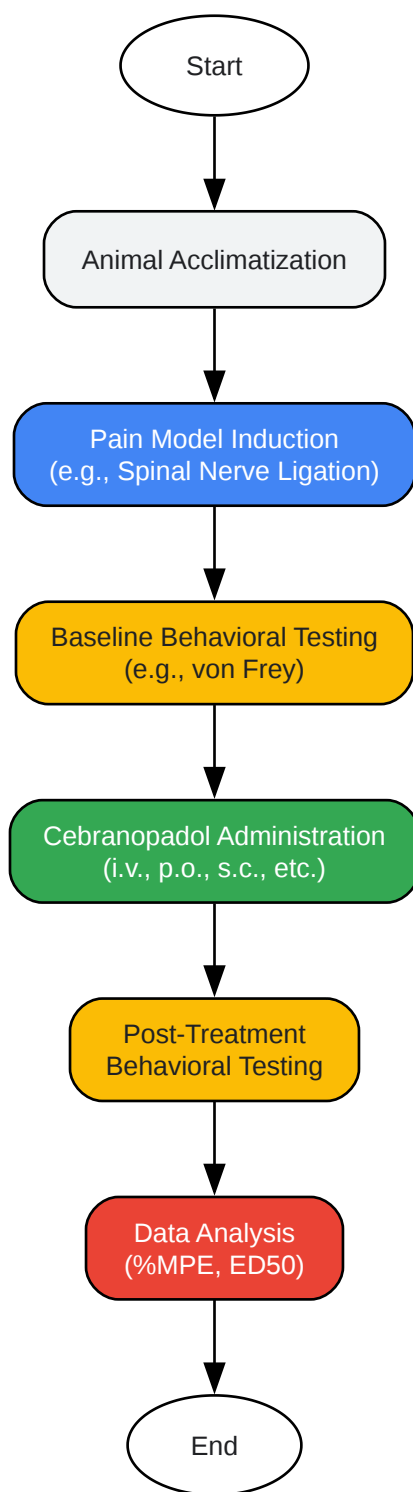 Start
Animal Acclimatization
Pain Model Induction
(e.g., Spinal Nerve Ligation)
Baseline Behavioral Testing
(e.g., von Frey)
Cebranopadol Administration
(i.v., p.o., s.c., etc.)
Post-Treatment
Behavioral Testing
Data Analysis
(%MPE, ED50)
End